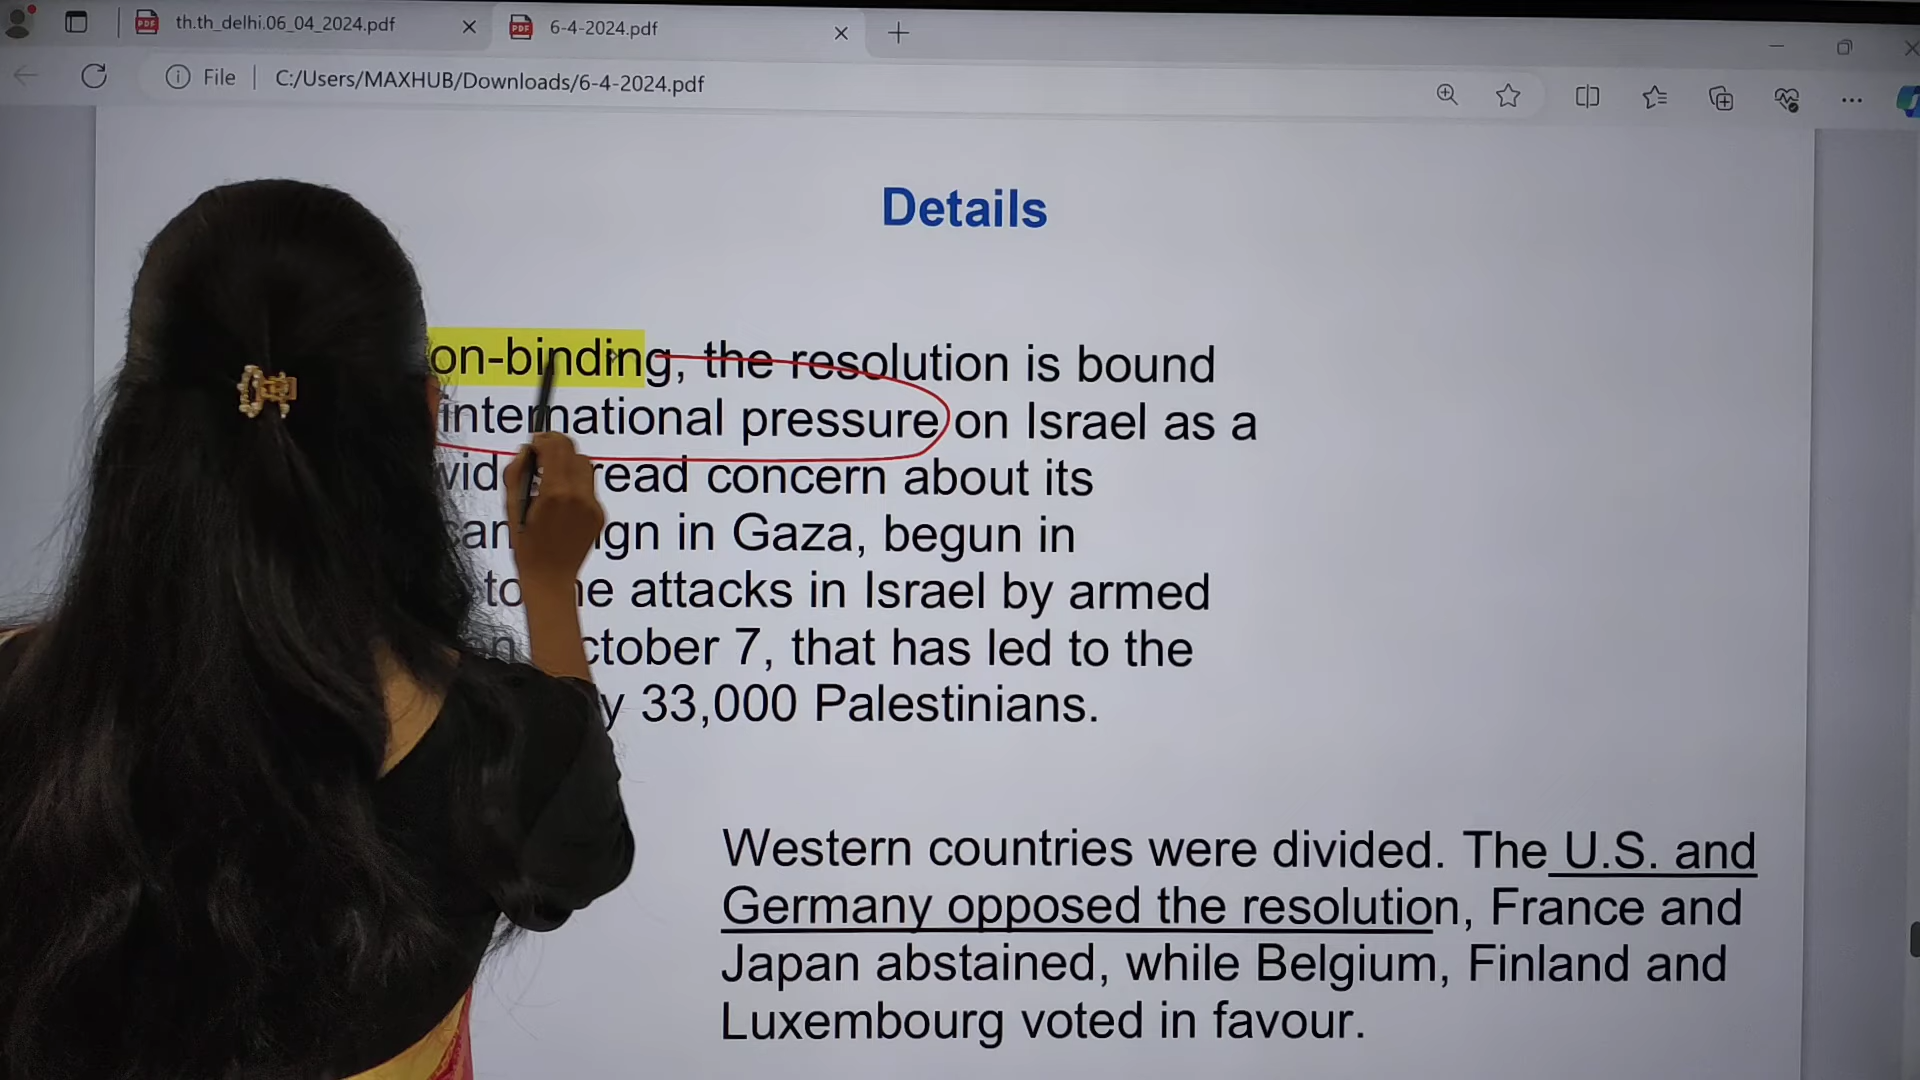 th.th_delhi.06_04_2024.pdf
6-4-2024.pdf
File
C:/Users/MAXHUB/Downloads/6-4-2024.pdf
Details
on-binding, the resolution is bound
international pressure on Israel as a
concern about its
in Gaza, begun in
to attacks in Israel by armed
7, that has led to the
33,000 Palestinians.
Western countries were divided. The U.S. and
Germany opposed the resolution, France and
Japan abstained, while Belgium, Finland and
Luxembourg voted in favour.